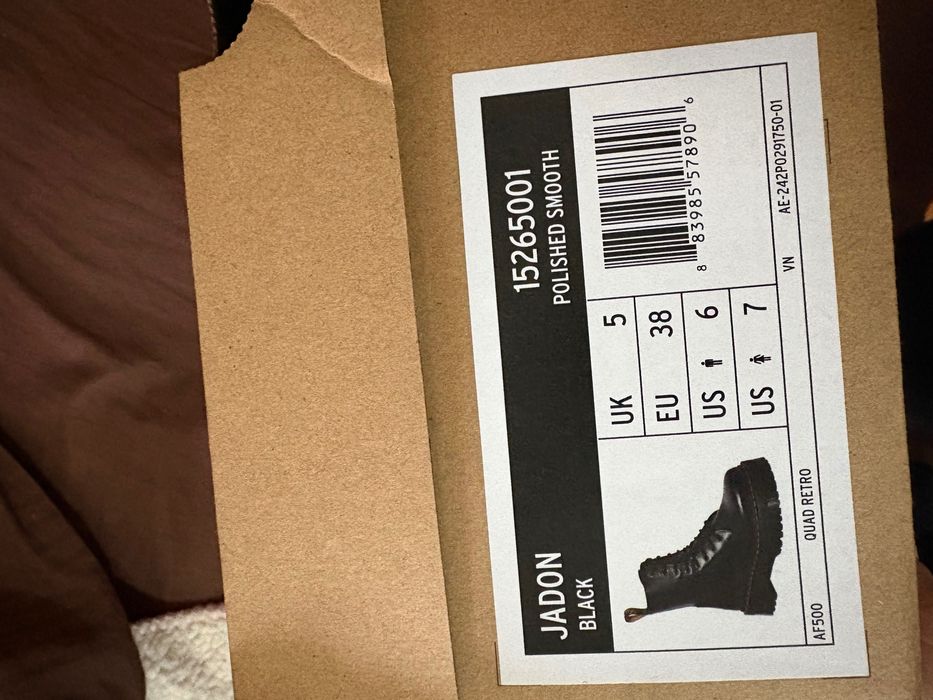 JADON
BLACK
15265001
POLISHED SMOOTH
UK 5
EU 38
US 6
US 7
8 83985 57890 6
AF500 QUAD RETRO VN AE-242P0291750-01